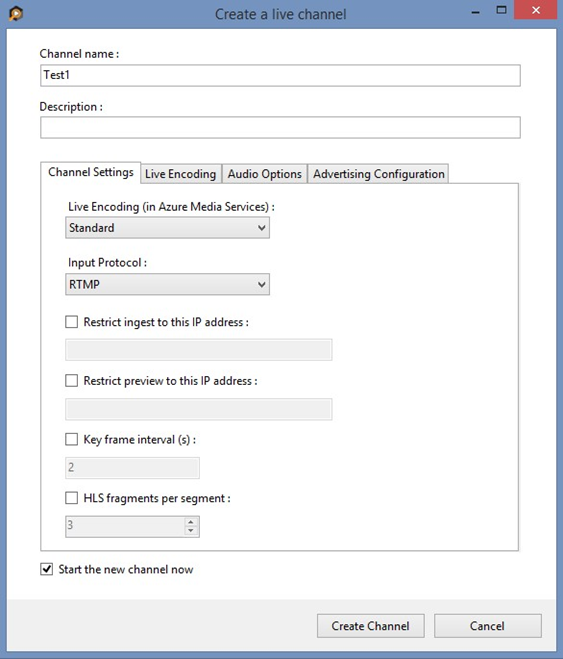 Create a live channel
Channel name :
Test1
Description :
Channel Settings Live Encoding Audio Options Advertising Configuration
Live Encoding (in Azure Media Services) :
Standard
Input Protocol :
RTMP
Restrict ingest to this IP address :
Restrict preview to this IP address :
Key frame interval (s) :
2
HLS fragments per segment :
3
Start the new channel now
Create Channel Cancel